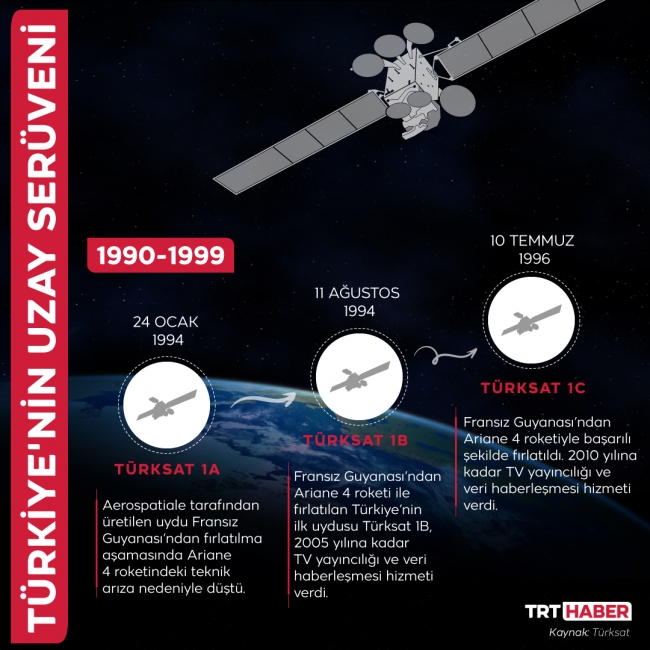 TÜRKİYE'NİN UZAY SERÜVENİ
1990-1999
24 OCAK
1994
TÜRKSAT 1A
Aerospatiale tarafından
üretilen uydu Fransız
Guyanası'ndan fırlatılma
aşamasında Ariane
4 roketindeki teknik
arıza nedeniyle düştü.
11 AĞUSTOS
1994
TÜRKSAT 1B
Fransız Guyanası'ndan
Ariane 4 roketi ile
fırlatılan Türkiye'nin
ilk uydusu Türksat 1B,
2005 yılına kadar
TV yayıncılığı ve veri
haberleşmesi hizmeti
verdi.
10 TEMMUZ
1996
TÜRKSAT 1C
Fransız Guyanası'ndan
Ariane 4 roketiyle başarılı
şekilde fırlatıldı. 2010 yılına
kadar TV yayıncılığı ve
veri haberleşmesi hizmeti
verdi.
TRT HABER
Kaynak: Türksat